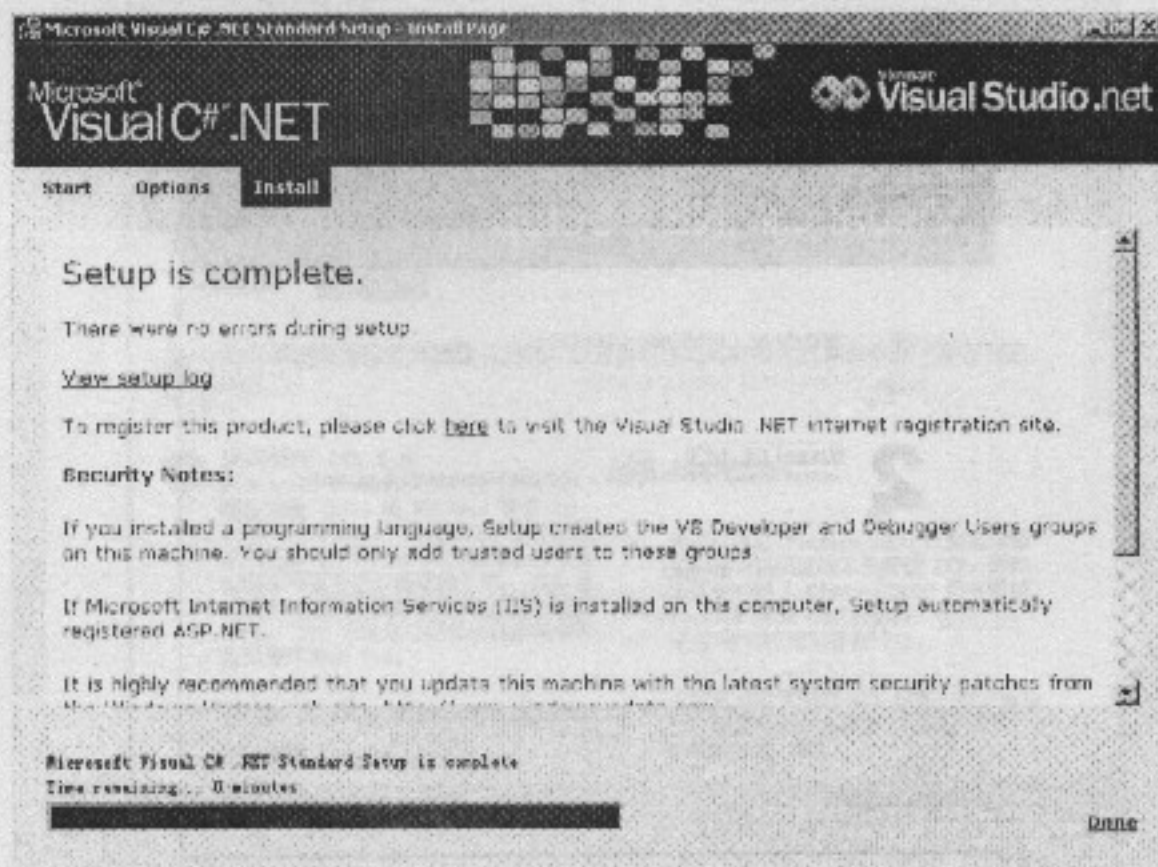 Microsoft Visual C# .NET Standard Setup - Install Page
Microsoft
Visual C# .NET
Visual Studio .net
Start Options Install
Setup is complete.
There were no errors during setup
View setup log
To register this product, please click here to visit the Visual Studio .NET internet registration site.
Security Notes:
If you installed a programming language, Setup created the VS Developer and Debugger Users groups
on this machine. You should only add trusted users to these groups.
If Microsoft Internet Information Services (IIS) is installed on this computer, Setup automatically
registered ASP.NET.
It is highly recommended that you update this machine with the latest system security patches from
Microsoft Visual C# .NET Standard Setup is complete
Time remaining... 0 minutes
Done